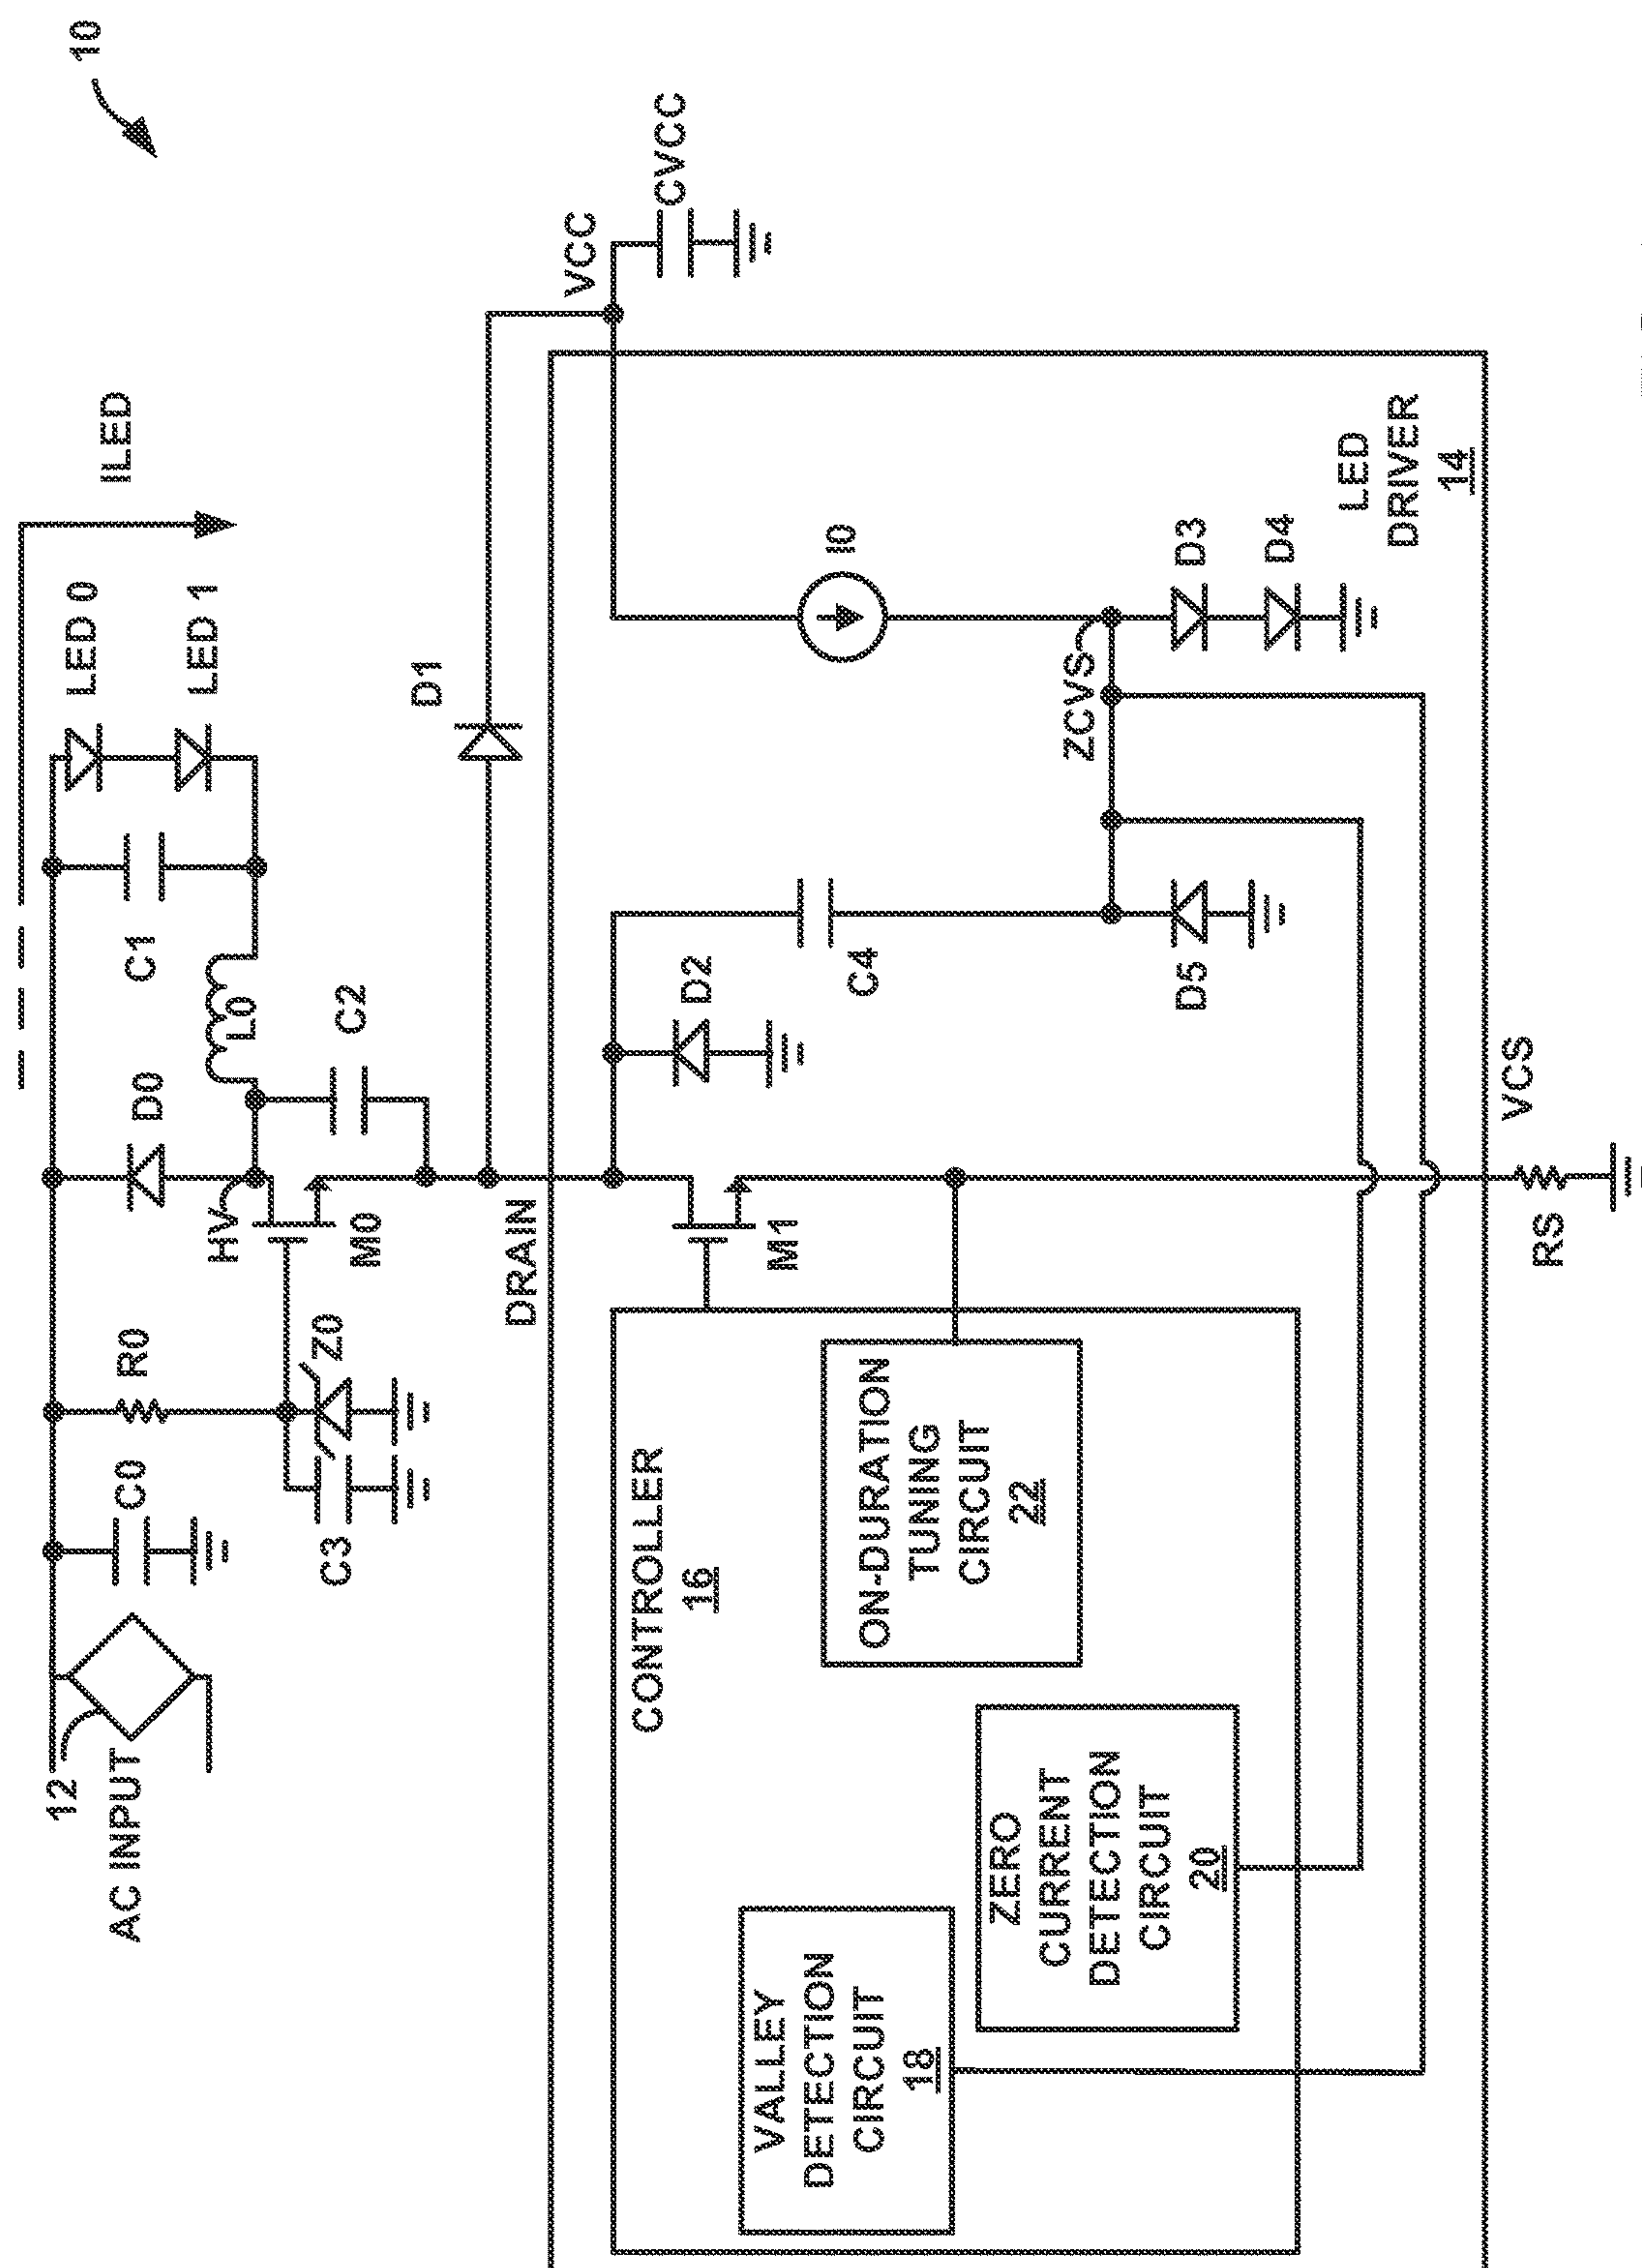 10
ILED
12
AC INPUT
C0
R0
D0
C1
LED 0
LED 1
L0
HV
M0
C2
C3
Z0
D1
VCC
CVCC
DRAIN
CONTROLLER
16
M1
D2
C4
I0
VALLEY
DETECTION
CIRCUIT
18
ZERO
CURRENT
DETECTION
CIRCUIT
20
ON-DURATION
TUNING
CIRCUIT
22
ZCVS
D5
D3
D4
LED
DRIVER
14
VCS
RS